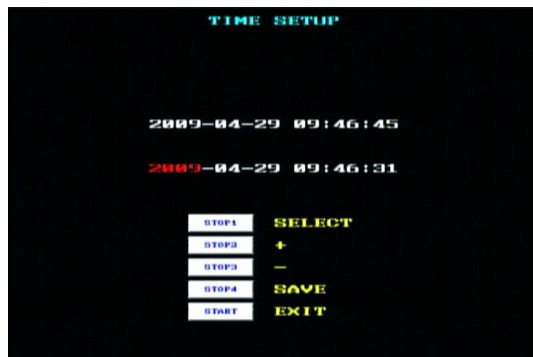 TIME SETUP
2009-04-29 09:46:45
2009-04-29 09:46:31
STOP1 SELECT
STOP2 +
STOP3 -
STOP4 SAVE
START EXIT